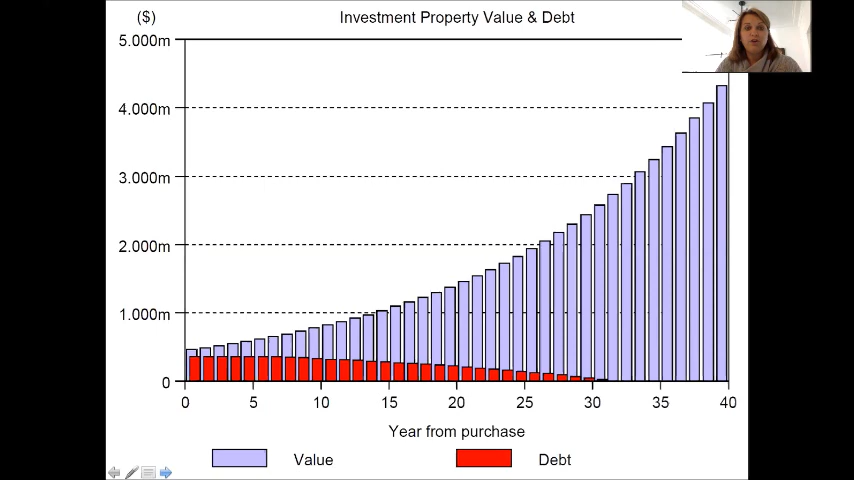 ($)
Investment Property Value & Debt
5.000m
4.000m
3.000m
2.000m
1.000m
0
0 5 10 15 20 25 30 35 40
Year from purchase
Value
Debt